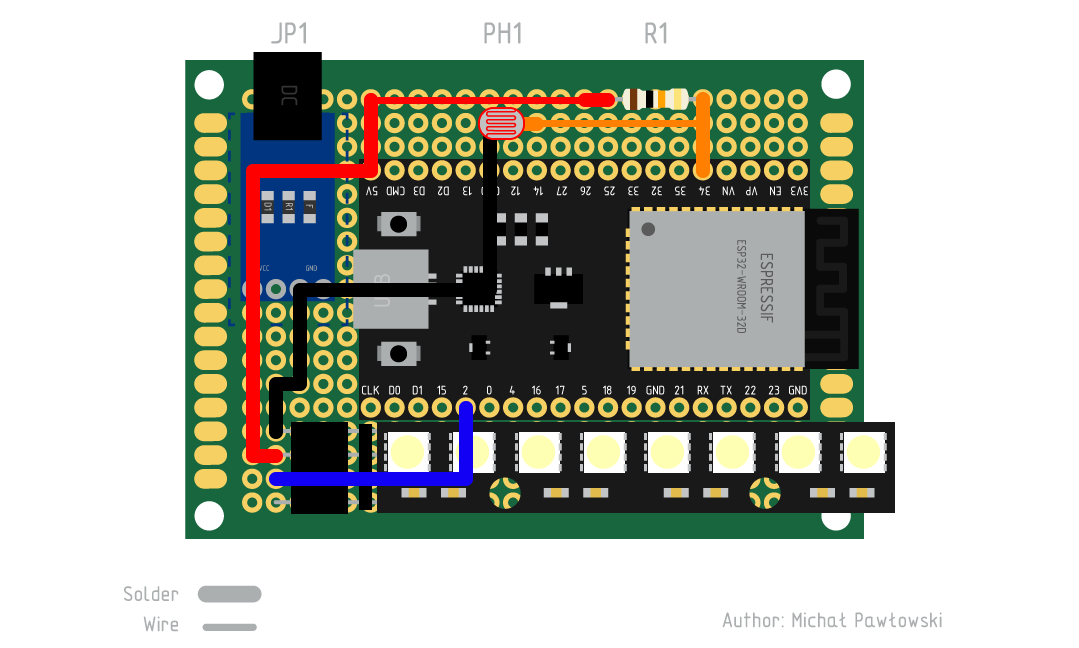 JP1 PH1 R1
DC
5V CMD D3 D2 13 12 14 27 26 25 33 32 35 34 VN VP EN 3V3
D1 R1 F
VCC GND
USB
ESPRESSIF
ESP32-WROOM-32D
CLK D0 D1 15 2 0 4 16 17 5 18 19 GND 21 RX TX 22 23 GND
Solder
Wire
Author: Michał Pawłowski